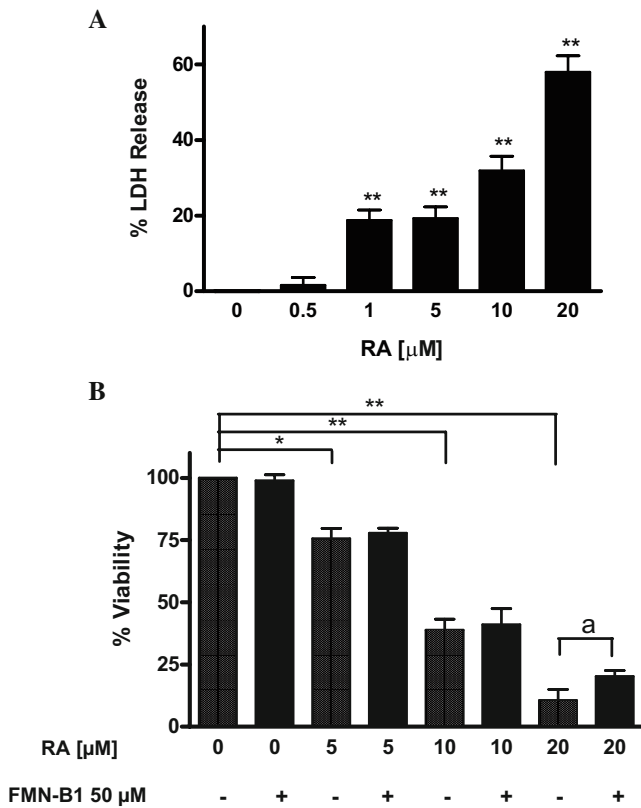 A
% LDH Release
60
40
20
0
** ** ** ** 
0 0.5 1 5 10 20
RA [μM]
B
**
**
*
% Viability
100
75
50
25
0
a
RA [μM] 0 0 5 5 10 10 20 20
FMN-B1 50 μM - + - + - + - +